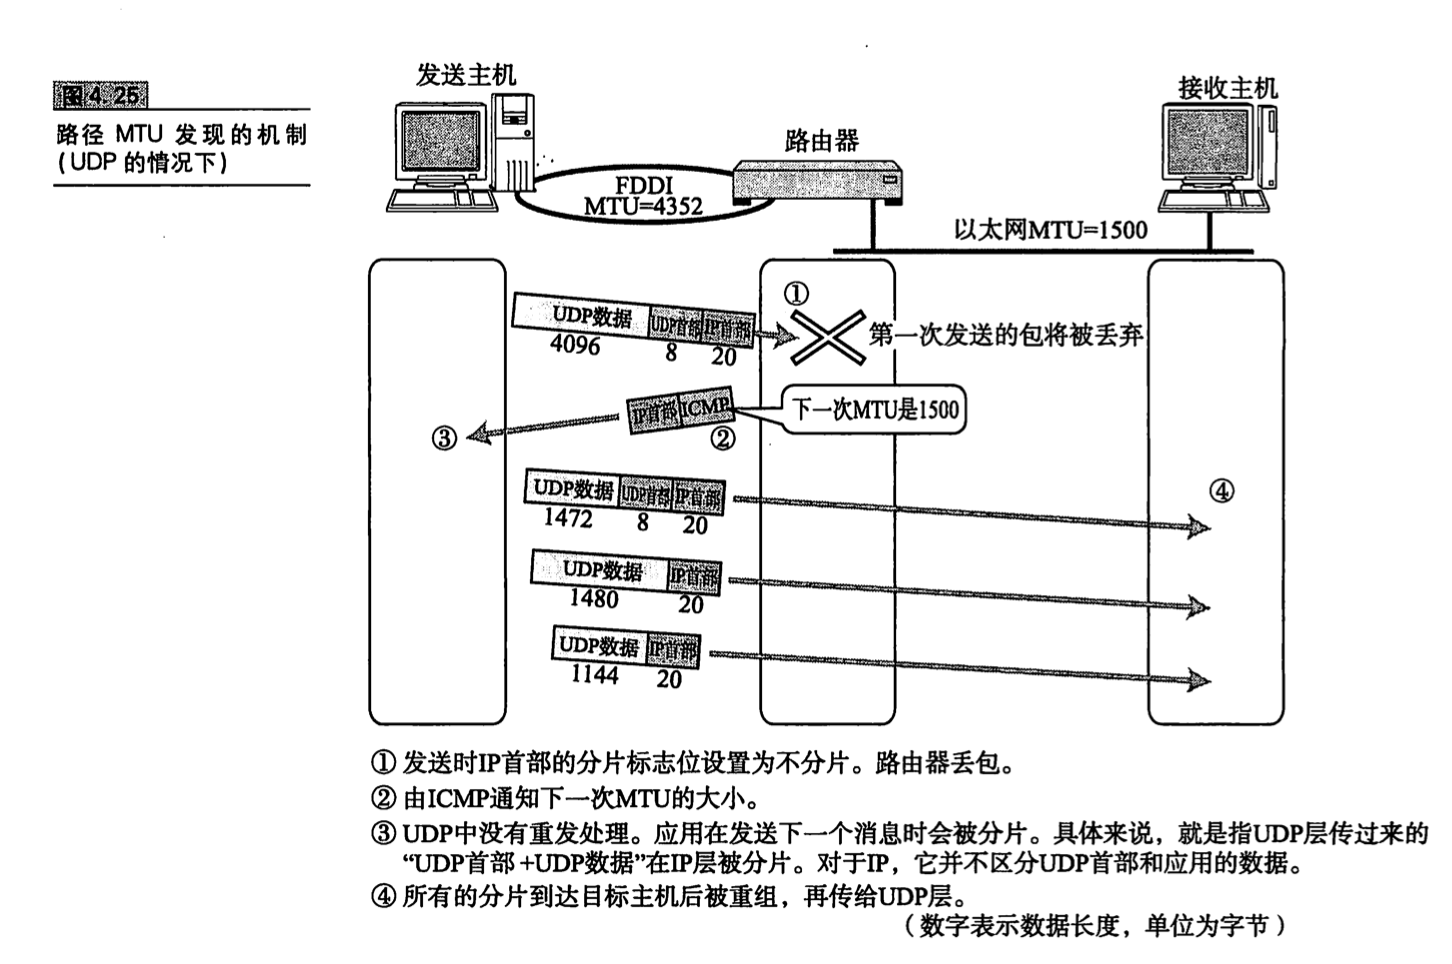 图4.25
路径 MTU 发现的机制
(UDP 的情况下)
发送主机
接收主机
路由器
FDDI
MTU=4352
以太网MTU=1500
①
UDP数据 UDP首部 IP首部
4096 8 20
第一次发送的包将被丢弃
IP首部 ICMP
下一次MTU是1500
②
③
UDP数据 UDP首部 IP首部
1472 8 20
④
UDP数据 IP首部
1480 20
UDP数据 IP首部
1144 20
① 发送时IP首部的分片标志位设置为不分片。路由器丢包。
② 由ICMP通知下一次MTU的大小。
③ UDP中没有重发处理。应用在发送下一个消息时会被分片。具体来说，就是指UDP层传过来的
“UDP首部+UDP数据”在IP层被分片。对于IP，它并不区分UDP首部和应用的数据。
④ 所有的分片到达目标主机后被重组，再传给UDP层。
（数字表示数据长度，单位为字节）